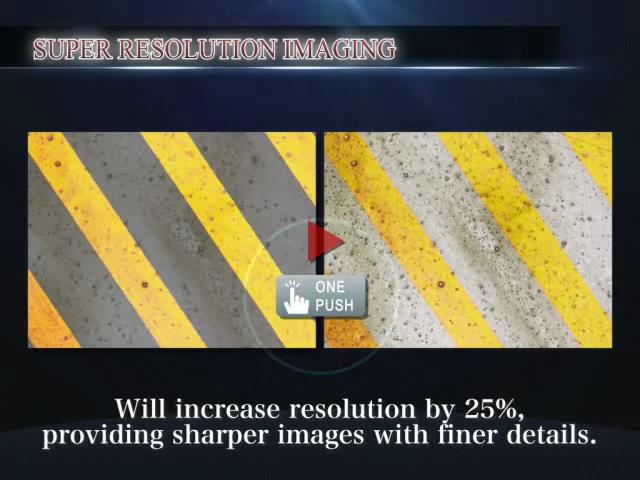 SUPER RESOLUTION IMAGING
ONE
PUSH
Will increase resolution by 25%,
providing sharper images with finer details.